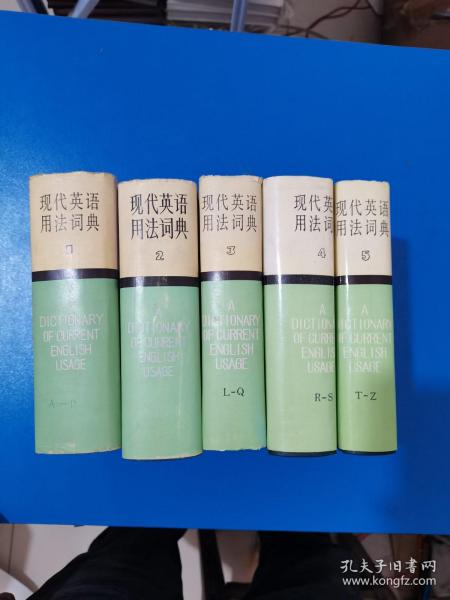 现代英语
用法词典
1
A
DICTIONARY
OF CURRENT
ENGLISH
USAGE
A—D
现代英语
用法词典
2
A
DICTIONARY
OF CURRENT
ENGLISH
USAGE
现代英语
用法词典
3
A
DICTIONARY
OF CURRENT
ENGLISH
USAGE
L-Q
现代英语
用法词典
4
A
DICTIONARY
OF CURRENT
ENGLISH
USAGE
R-S
现代英语
用法词典
5
A
DICTIONARY
OF CURRENT
ENGLISH
USAGE
T-Z
孔夫子旧书网
www.kongfz.com